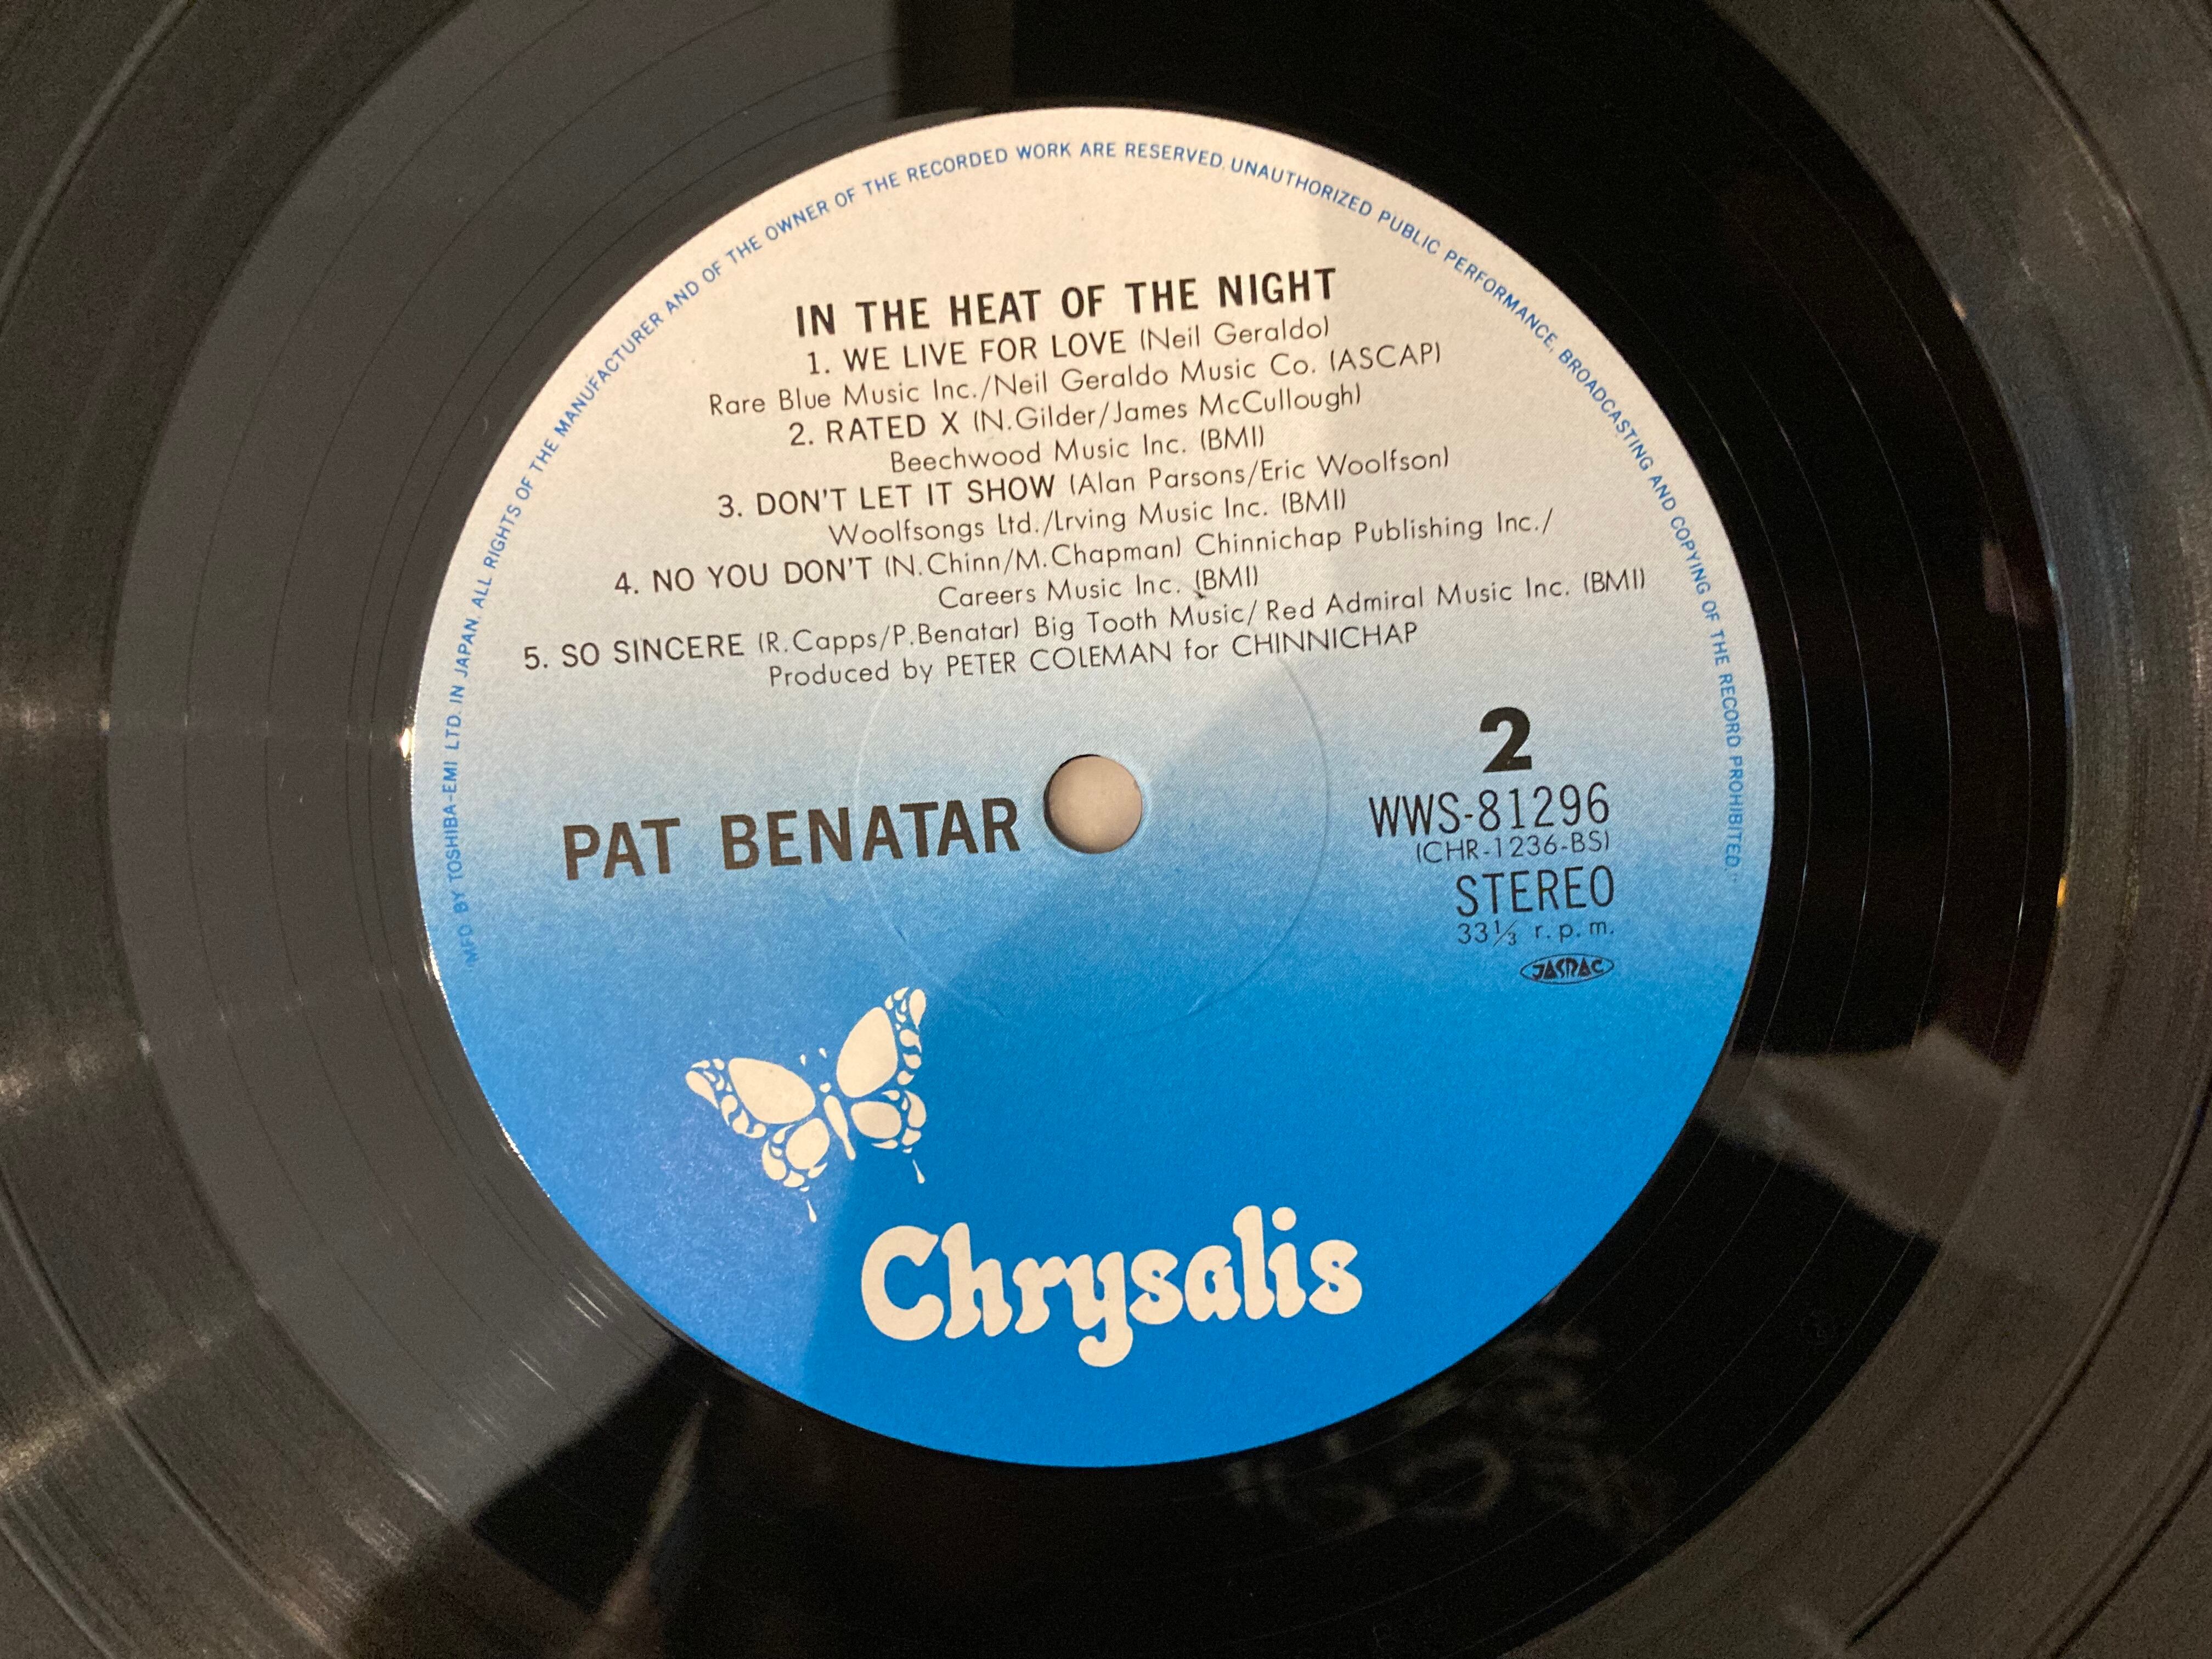 MFD. BY TOSHIBA-EMI LTD. IN JAPAN. ALL RIGHTS OF THE MANUFACTURER AND OF THE OWNER OF THE RECORDED WORK ARE RESERVED. UNAUTHORIZED PUBLIC PERFORMANCE, BROADCASTING AND COPYING OF THE RECORD PROHIBITED.
IN THE HEAT OF THE NIGHT
1. WE LIVE FOR LOVE (Neil Geraldo)
Rare Blue Music Inc./Neil Geraldo Music Co. (ASCAP)
2. RATED X (N.Gilder/James McCullough)
Beechwood Music Inc. (BMI)
3. DON'T LET IT SHOW (Alan Parsons/Eric Woolfson)
Woolfsongs Ltd./Lrving Music Inc. (BMI)
4. NO YOU DON'T (N.Chinn/M.Chapman) Chinnichap Publishing Inc./
Careers Music Inc. (BMI)
5. SO SINCERE (R.Capps/P.Benatar) Big Tooth Music/Red Admiral Music Inc. (BMI)
Produced by PETER COLEMAN for CHINNICHAP
PAT BENATAR
2
WWS-81296
(CHR-1236-BS)
STEREO
33⅓ r.p.m.
JASRAC
Chrysalis